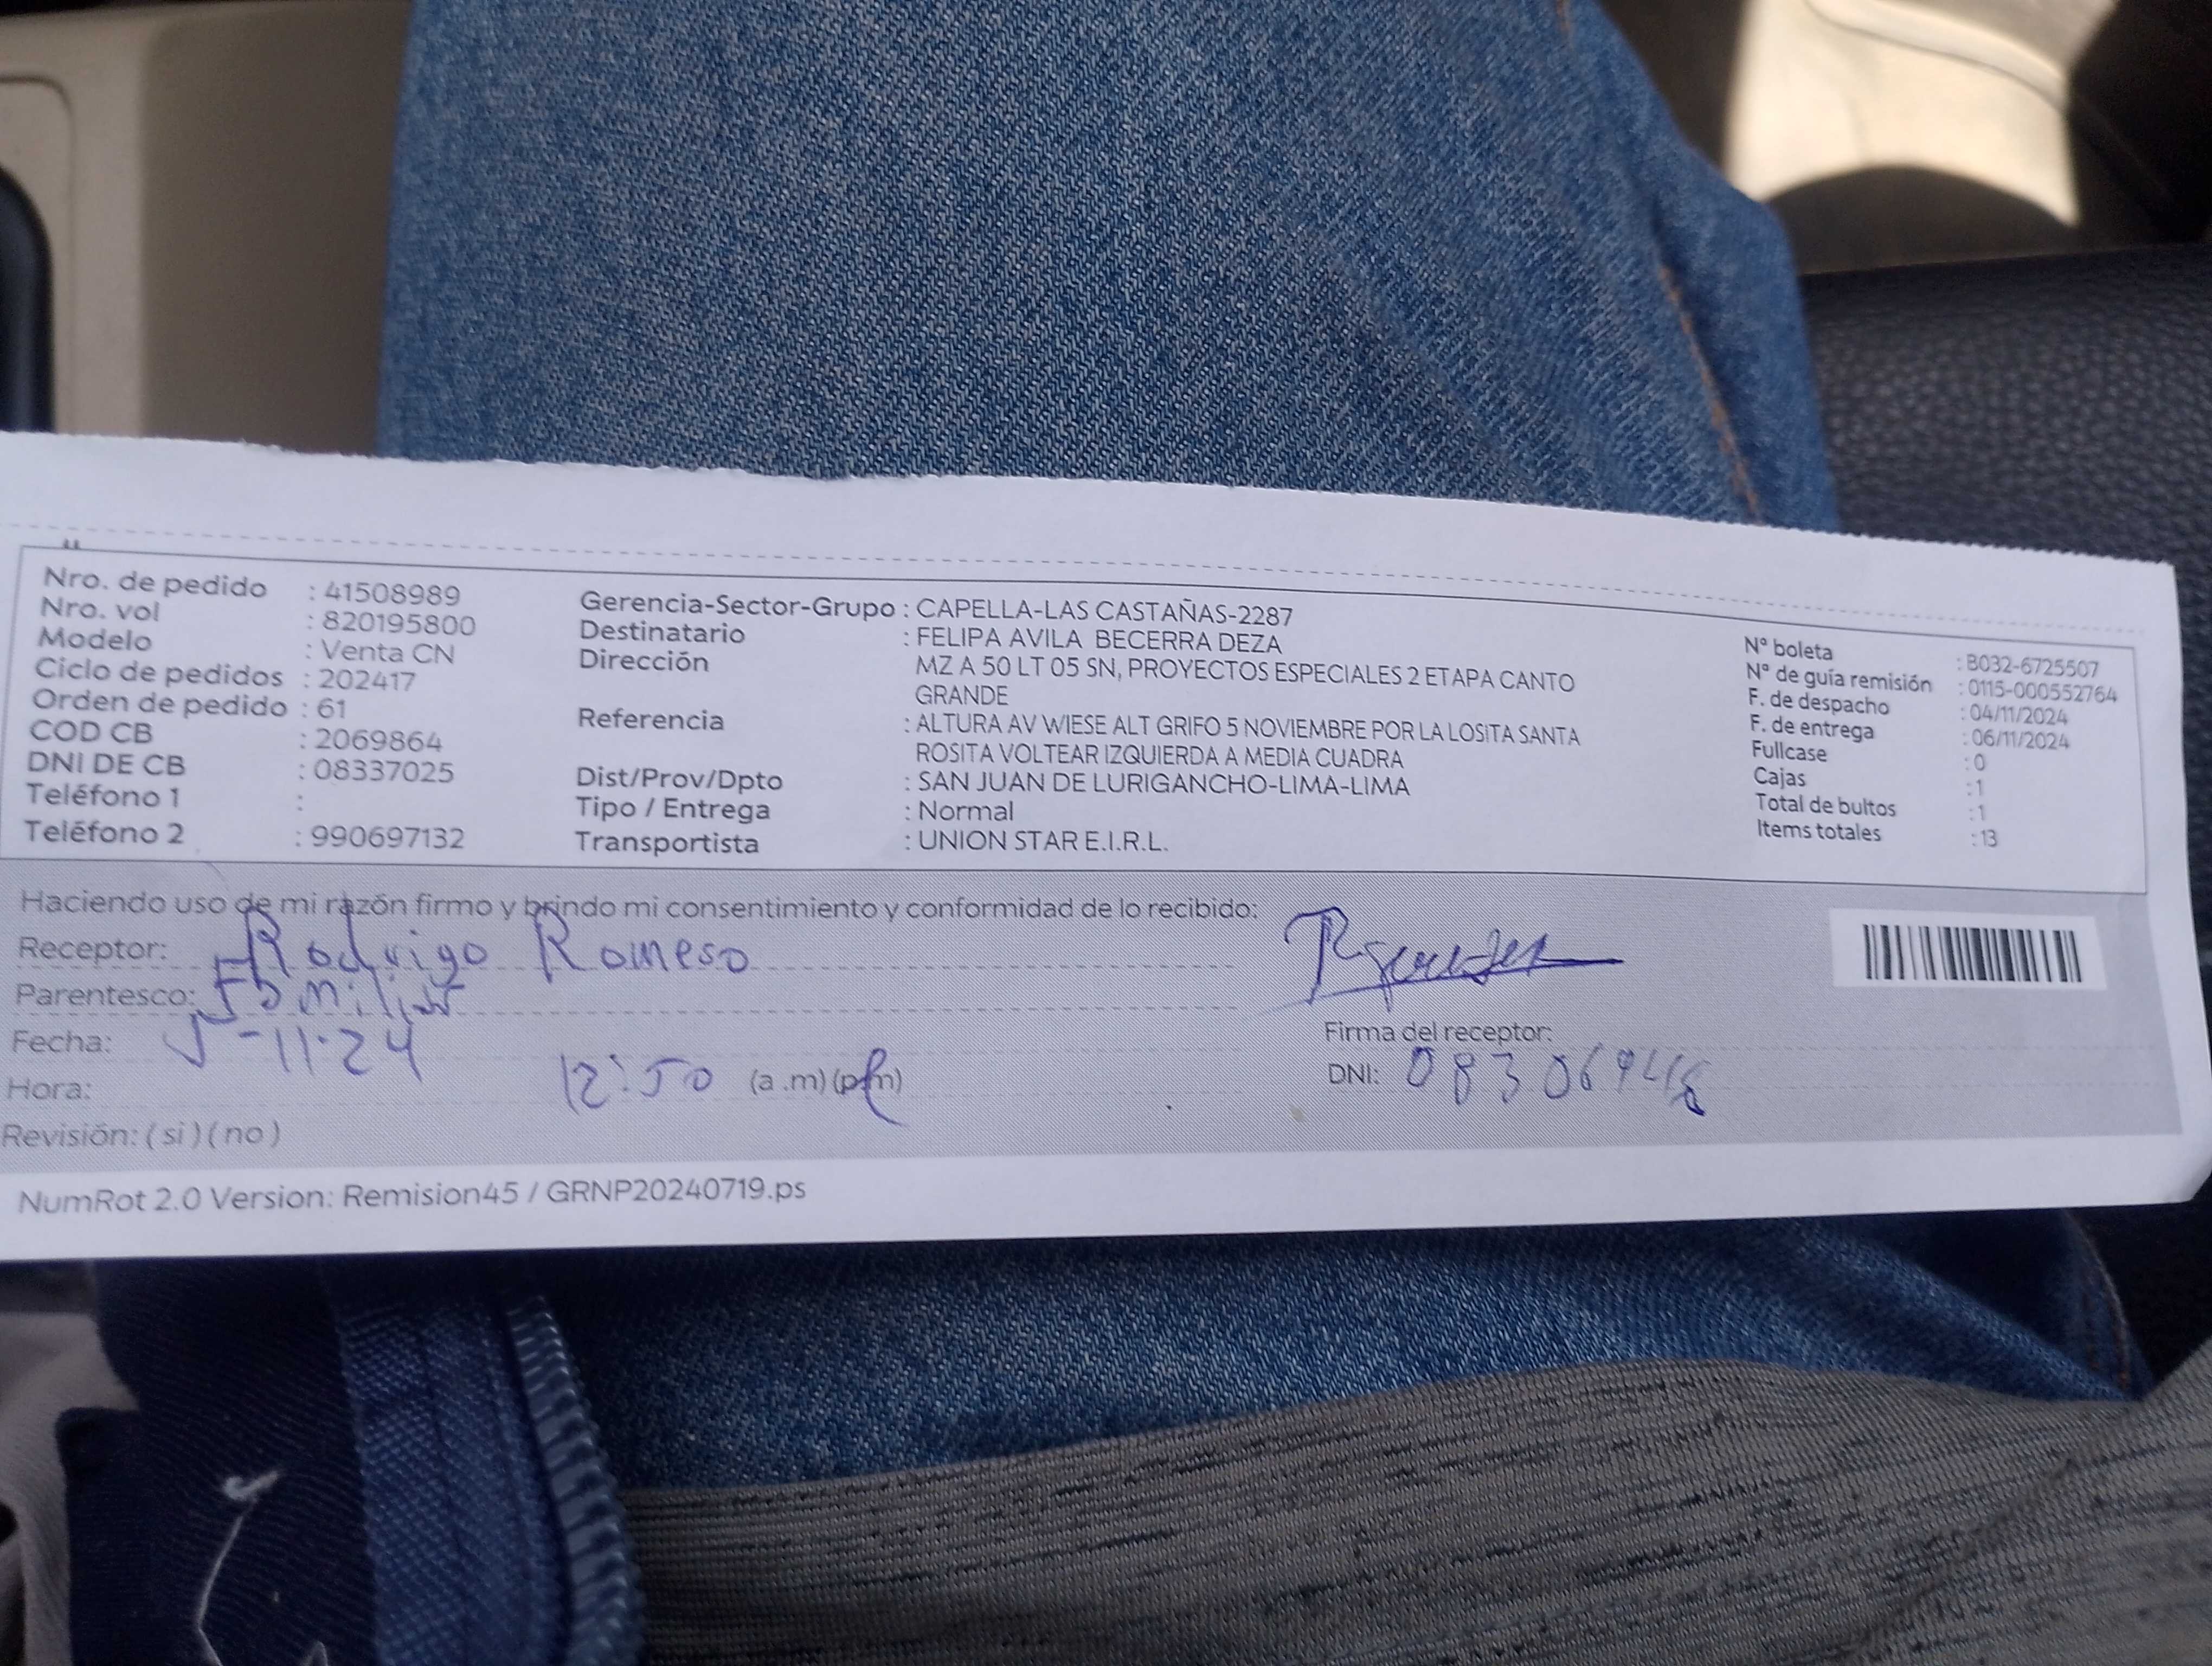 Nro. de pedido : 41508989
Nro. vol : 820195800
Modelo : Venta CN
Ciclo de pedidos : 202417
Orden de pedido : 61
COD CB : 2069864
DNI DE CB : 08337025
Teléfono 1 :
Teléfono 2 : 990697132
Gerencia-Sector-Grupo : CAPELLA-LAS CASTAÑAS-2287
Destinatario : FELIPA AVILA BECERRA DEZA
Dirección MZ A 50 LT 05 SN, PROYECTOS ESPECIALES 2 ETAPA CANTO
GRANDE
Referencia : ALTURA AV WIESE ALT GRIFO 5 NOVIEMBRE POR LA LOSITA SANTA
ROSITA VOLTEAR IZQUIERDA A MEDIA CUADRA
Dist/Prov/Dpto : SAN JUAN DE LURIGANCHO-LIMA-LIMA
Tipo / Entrega : Normal
Transportista : UNION STAR E.I.R.L.
Nº boleta : B032-6725507
Nº de guía remisión : 0115-000552764
F. de despacho : 04/11/2024
F. de entrega : 06/11/2024
Fullcase : 0
Cajas : 1
Total de bultos : 1
Items totales : 13
Haciendo uso de mi razón firmo y brindo mi consentimiento y conformidad de lo recibido:
Receptor: Rodrigo Romeso
Parentesco: Familiar
Fecha: 5-11-24
Hora: 12:50 (a .m) (p.m)
Revisión: ( si ) ( no )
Firma del receptor:
DNI:
NumRot 2.0 Version: Remision45 / GRNP20240719.ps